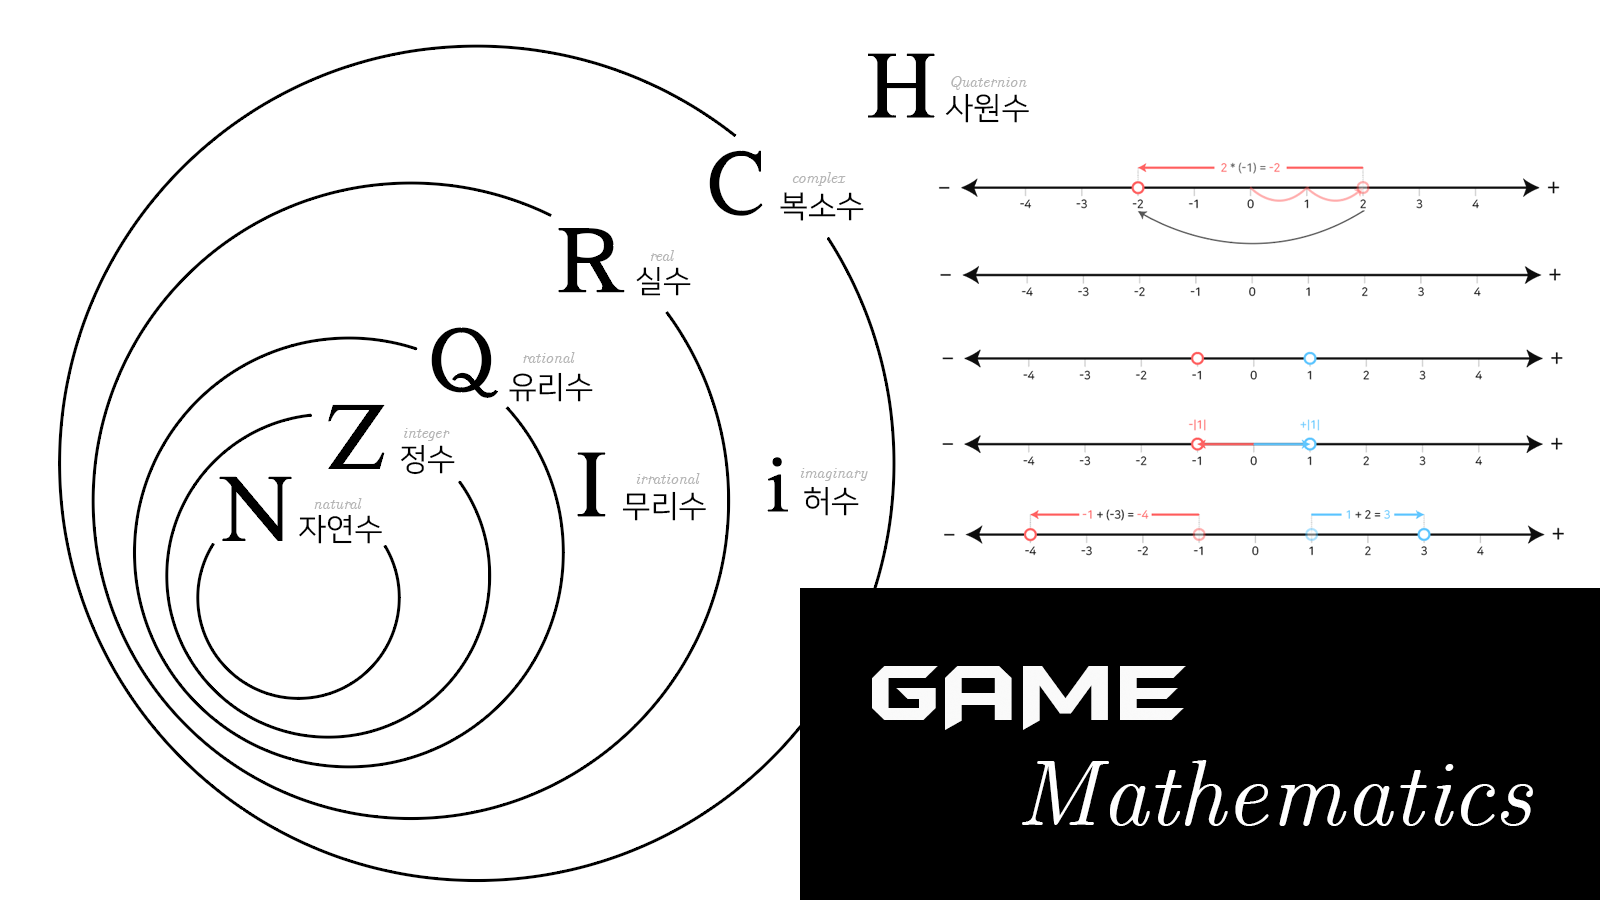 H Quaternion 사원수
C complex 복소수
R real 실수
Q rational 유리수
Z integer 정수
N natural 자연수
I irrational 무리수
i imaginary 허수
2 * (-1) = -2
− -4 -3 -2 -1 0 1 2 3 4 +
− -4 -3 -2 -1 0 1 2 3 4 +
− -4 -3 -2 -1 1 2 3 4 +
-|1| +|1|
− -4 -3 -2 -1 0 1 2 3 4 +
-1 + (-3) = -4 1 + 2 = 3
− -4 -3 -2 -1 0 1 2 3 4 +
GAME
Mathematics